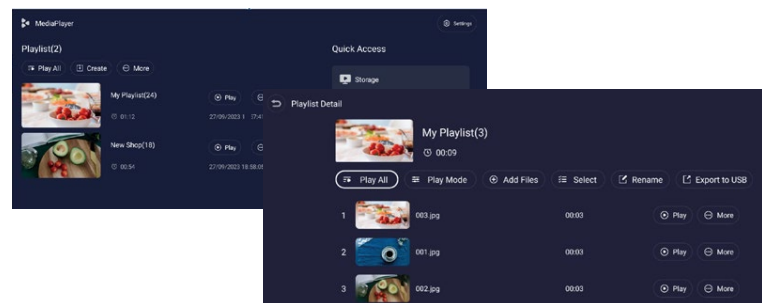 MediaPlayer
Settings
Playlist(2)
Quick Access
Play All Create More
Storage
My Playlist(24)
Play
01:12
27/09/2023
New Shop(18)
Play
00:54
27/09/2023 18:58:05
Playlist Detail
My Playlist(3)
00:09
Play All Play Mode Add Files Select Rename Export to USB
1 003.jpg 00:03 Play More
2 001.jpg 00:03 Play More
3 002.jpg 00:03 Play More